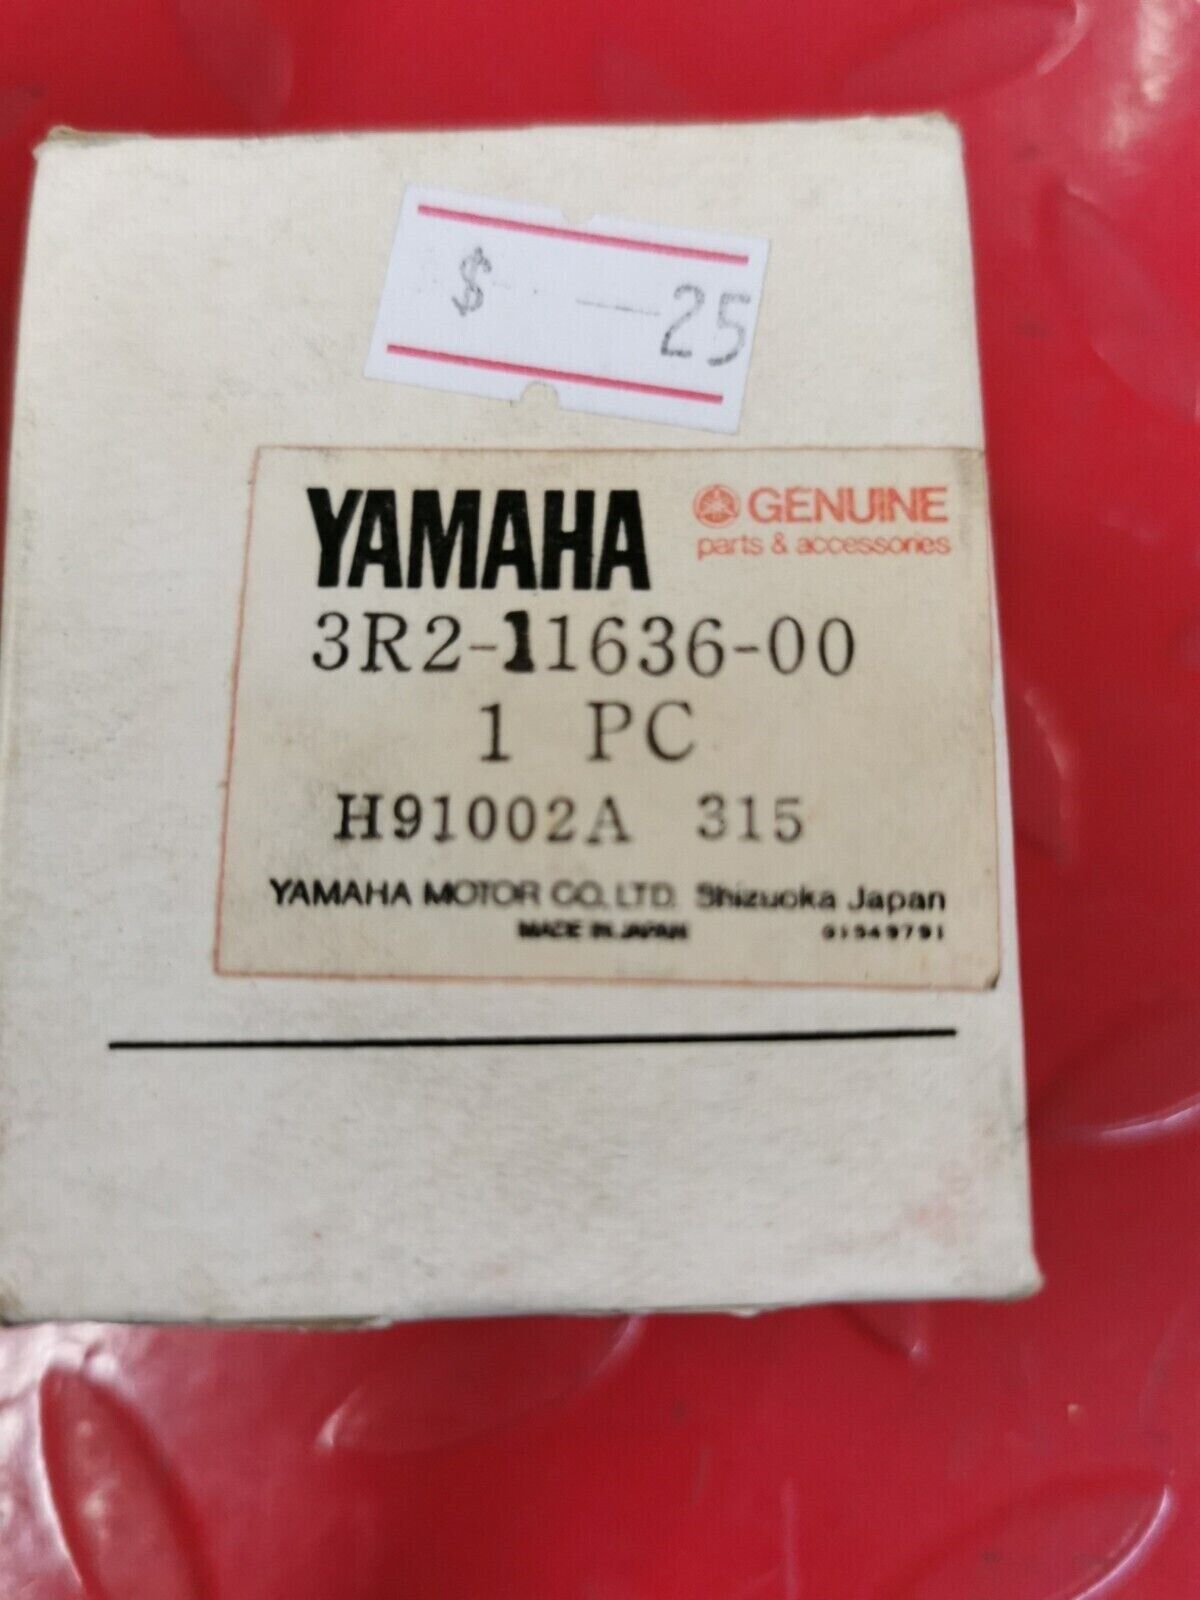 $ -25
YAMAHA
GENUINE
parts & accessories
3R2-11636-00
1 PC
H91002A 315
YAMAHA MOTOR CO. LTD. Shizuoka Japan
MADE IN JAPAN G1549791